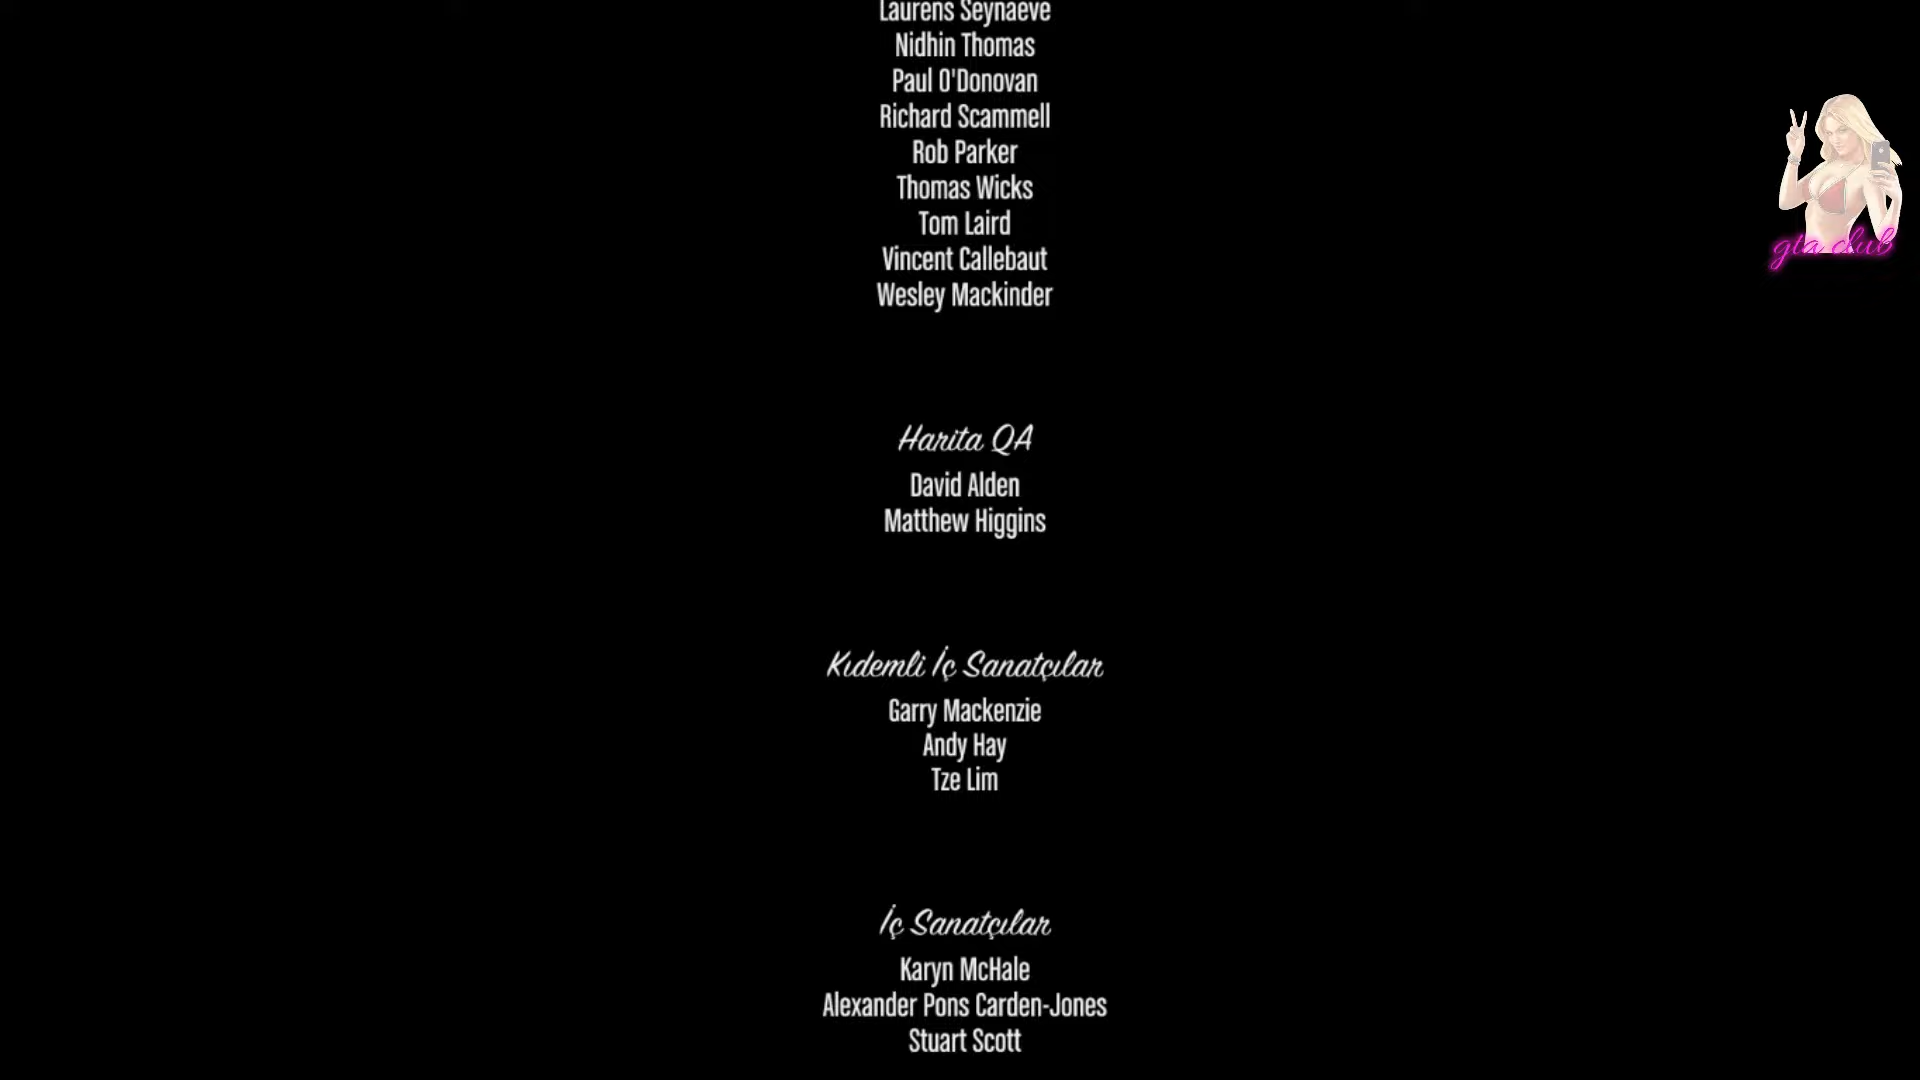 Laurens Seynaeve
Nidhin Thomas
Paul O'Donovan
Richard Scammell
Rob Parker
Thomas Wicks
Tom Laird
Vincent Callebaut
Wesley Mackinder
gta club
Harita QA
David Alden
Matthew Higgins
Kıdemli İç Sanatçılar
Garry Mackenzie
Andy Hay
Tze Lim
İç Sanatçılar
Karyn McHale
Alexander Pons Carden-Jones
Stuart Scott